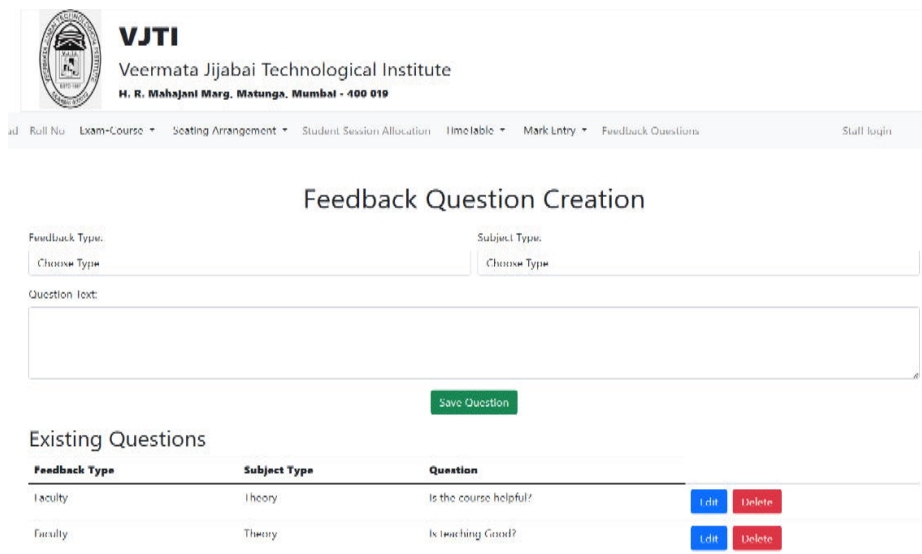 VJTI
Veermata Jijabai Technological Institute
H. R. Mahajani Marg, Matunga, Mumbai - 400 019
Roll No Exam-Course Seating Arrangement Student Session Allocation TimeTable Mark Entry Feedback Questions Staff login
Feedback Question Creation
Feedback Type: Subject Type:
Choose Type Choose Type
Question Text:
Save Question
Existing Questions
Feedback Type Subject Type Question
Faculty Theory Is the course helpful? Edit Delete
Faculty Theory Is teaching Good? Edit Delete